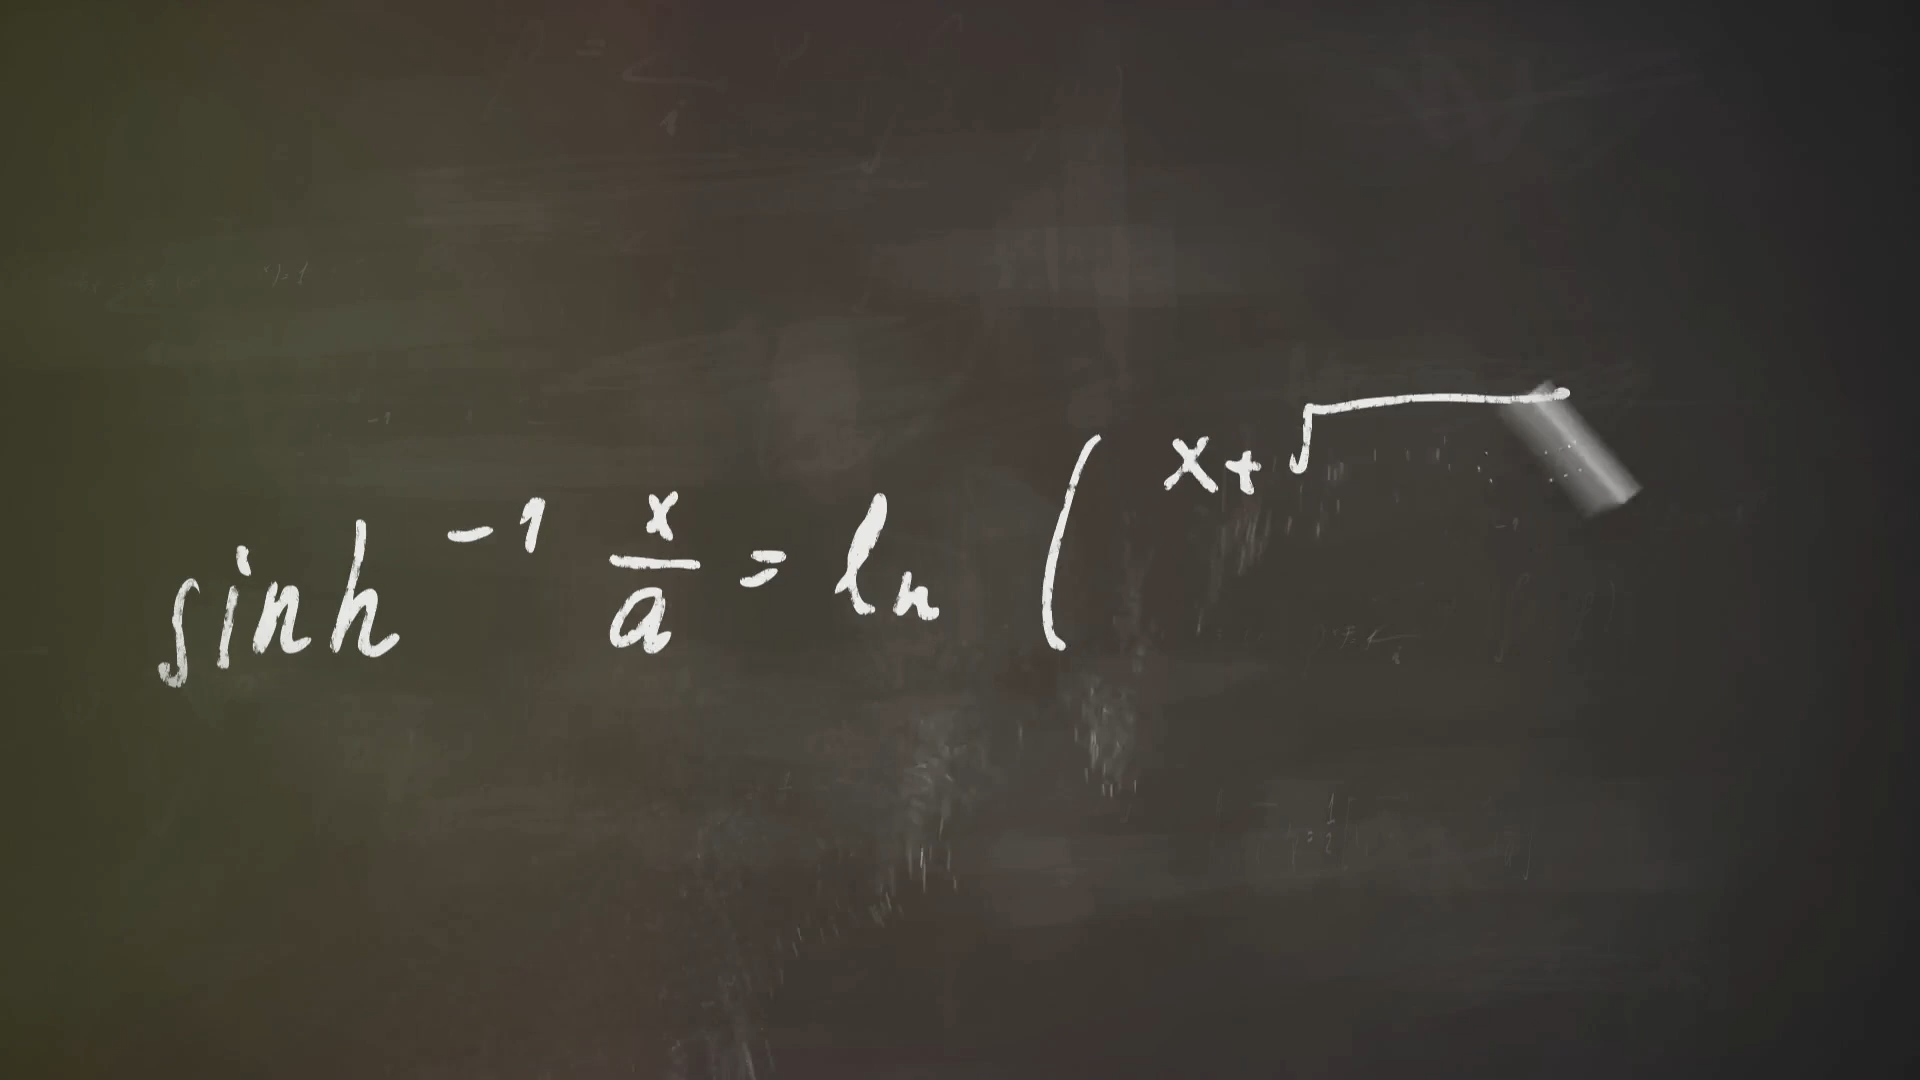 sinh⁻¹ x/a = ln ( x+√